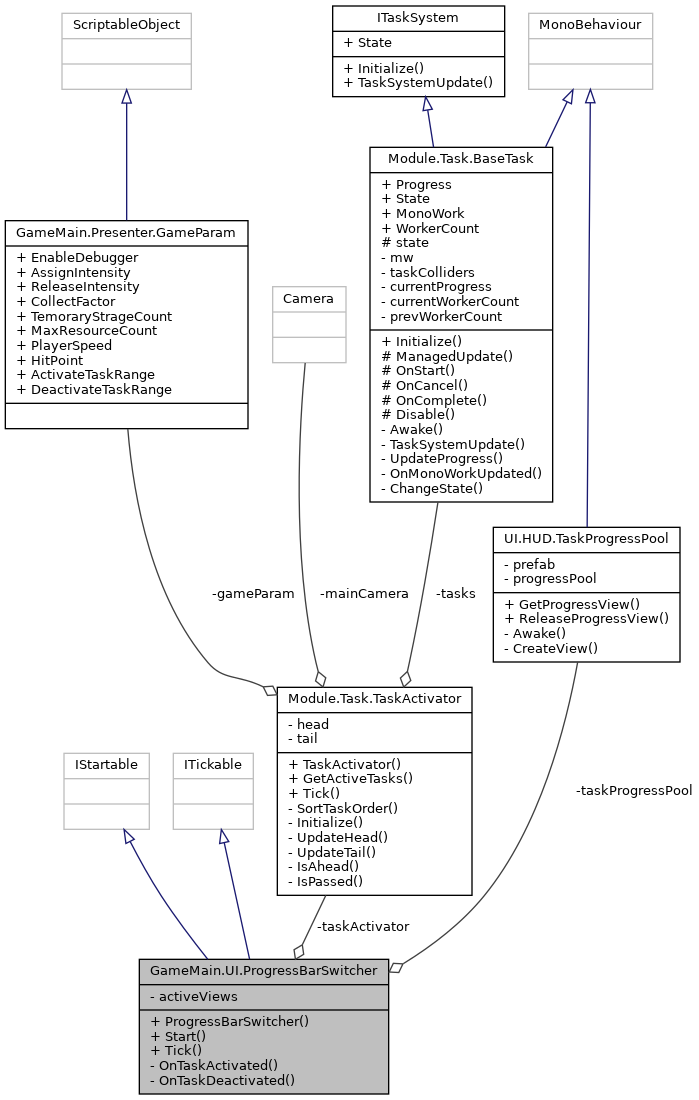 ScriptableObject
ITaskSystem
+ State
+ Initialize()
+ TaskSystemUpdate()
MonoBehaviour
Module.Task.BaseTask
+ Progress
+ State
+ MonoWork
+ WorkerCount
# state
- mw
- taskColliders
- currentProgress
- currentWorkerCount
- prevWorkerCount
+ Initialize()
# ManagedUpdate()
# OnStart()
# OnCancel()
# OnComplete()
# Disable()
- Awake()
- TaskSystemUpdate()
- UpdateProgress()
- OnMonoWorkUpdated()
- ChangeState()
GameMain.Presenter.GameParam
+ EnableDebugger
+ AssignIntensity
+ ReleaseIntensity
+ CollectFactor
+ TemoraryStrageCount
+ MaxResourceCount
+ PlayerSpeed
+ HitPoint
+ ActivateTaskRange
+ DeactivateTaskRange
Camera
UI.HUD.TaskProgressPool
- prefab
- progressPool
+ GetProgressView()
+ ReleaseProgressView()
- Awake()
- CreateView()
-gameParam
-mainCamera
-tasks
Module.Task.TaskActivator
- head
- tail
+ TaskActivator()
+ GetActiveTasks()
+ Tick()
- SortTaskOrder()
- Initialize()
- UpdateHead()
- UpdateTail()
- IsAhead()
- IsPassed()
IStartable
ITickable
-taskProgressPool
-taskActivator
GameMain.UI.ProgressBarSwitcher
- activeViews
+ ProgressBarSwitcher()
+ Start()
+ Tick()
- OnTaskActivated()
- OnTaskDeactivated()